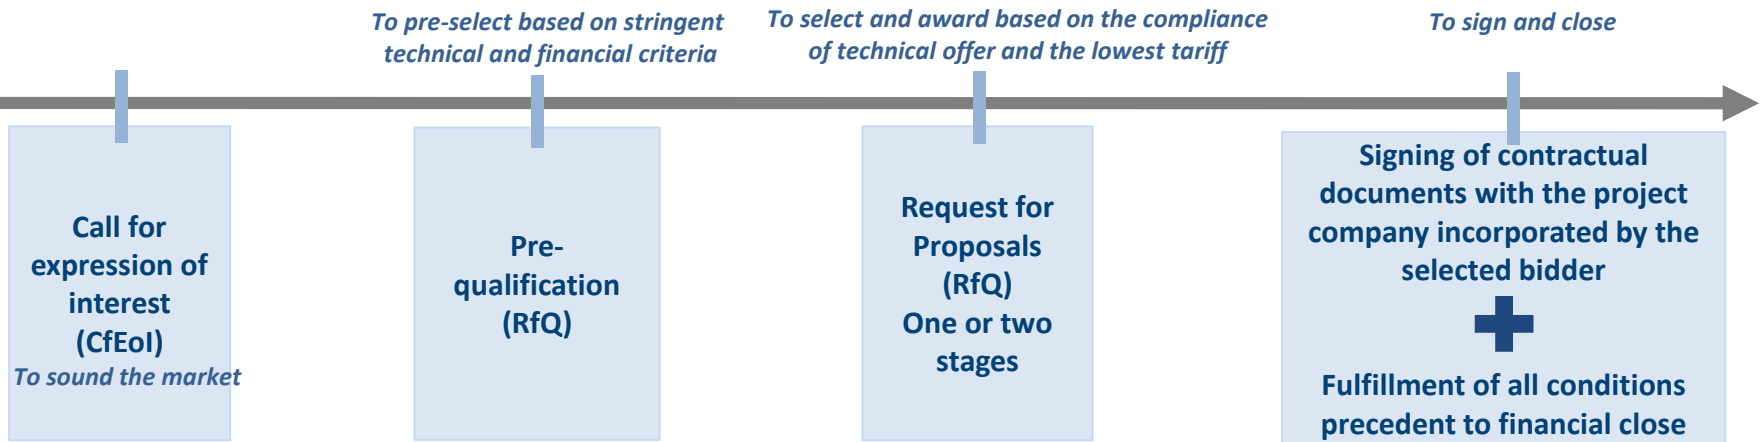 To pre-select based on stringent
technical and financial criteria
To select and award based on the compliance
of technical offer and the lowest tariff
To sign and close
Call for
expression of
interest
(CfEoI)
To sound the market
Pre-
qualification
(RfQ)
Request for
Proposals
(RfQ)
One or two
stages
Signing of contractual
documents with the project
company incorporated by the
selected bidder
Fulfillment of all conditions
precedent to financial close